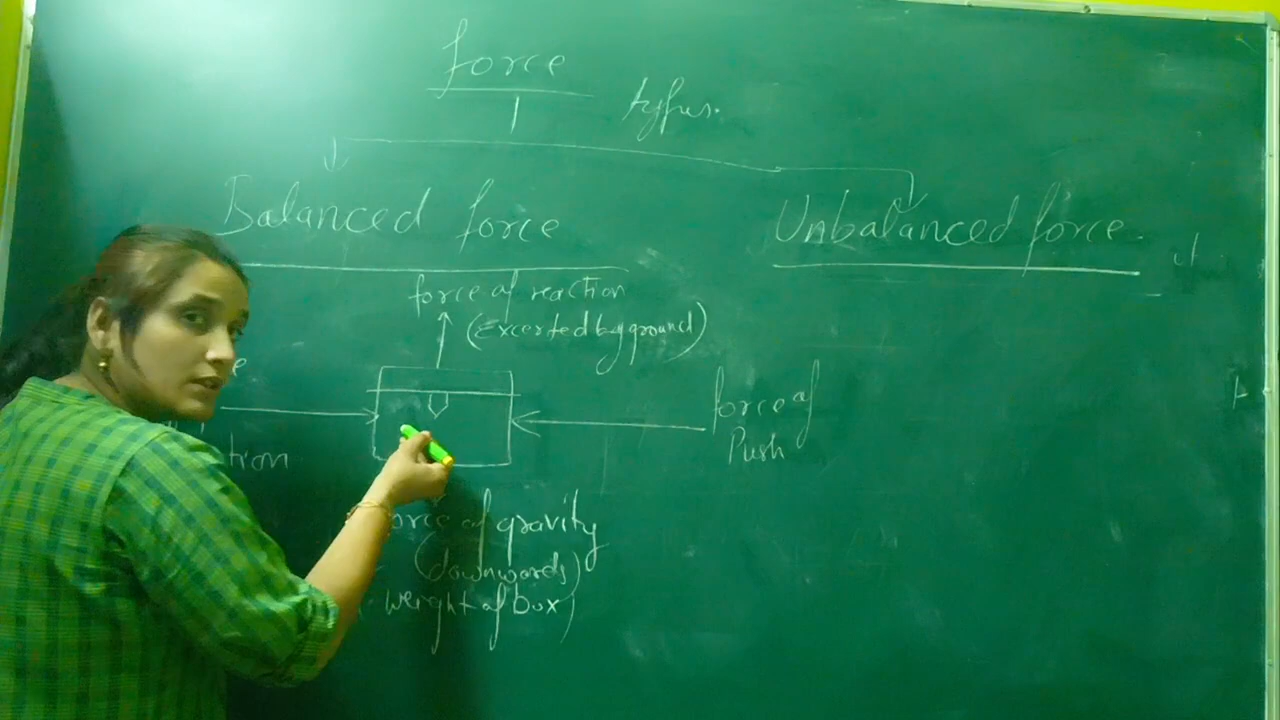 force
types.
Balanced force
Unbalanced force.
force of reaction
(Excerted by ground)
force of
Push
tion
force of gravity
(downwards)
weight of box)